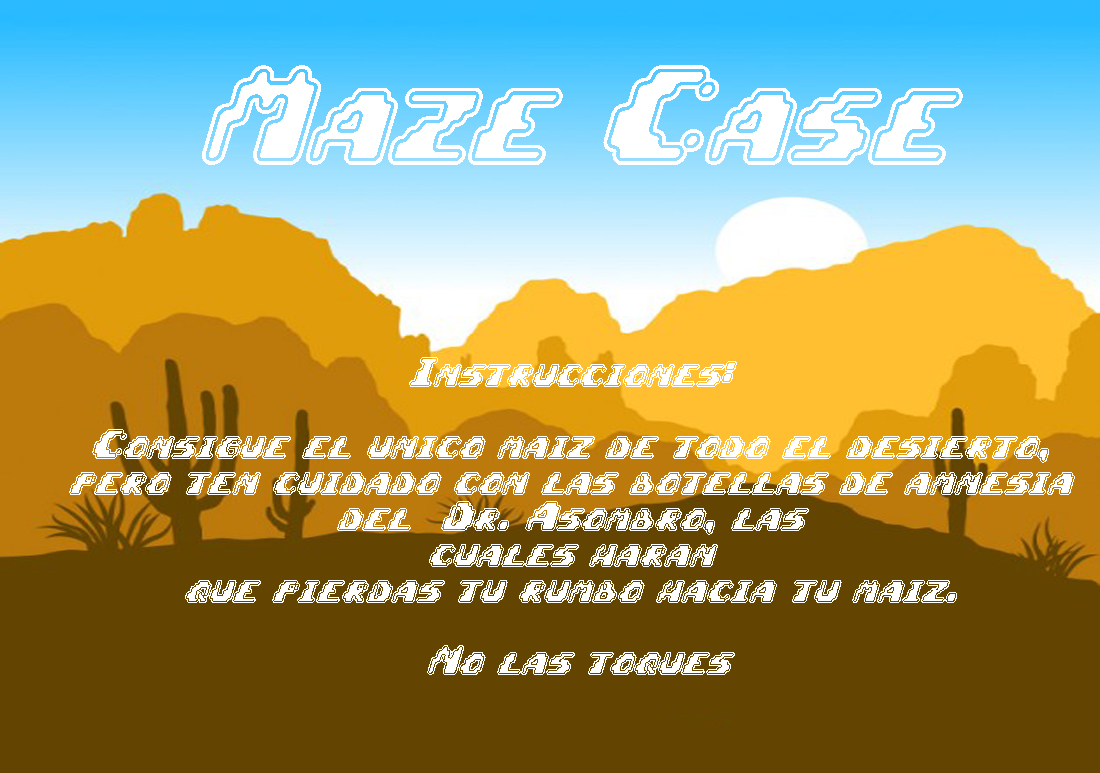 Maze Case
Instrucciones:
Consigue el unico maiz de todo el desierto,
pero ten cuidado con las botellas de amnesia
del Dr. Asombro, las
cuales haran
que pierdas tu rumbo hacia tu maiz.
No las toques